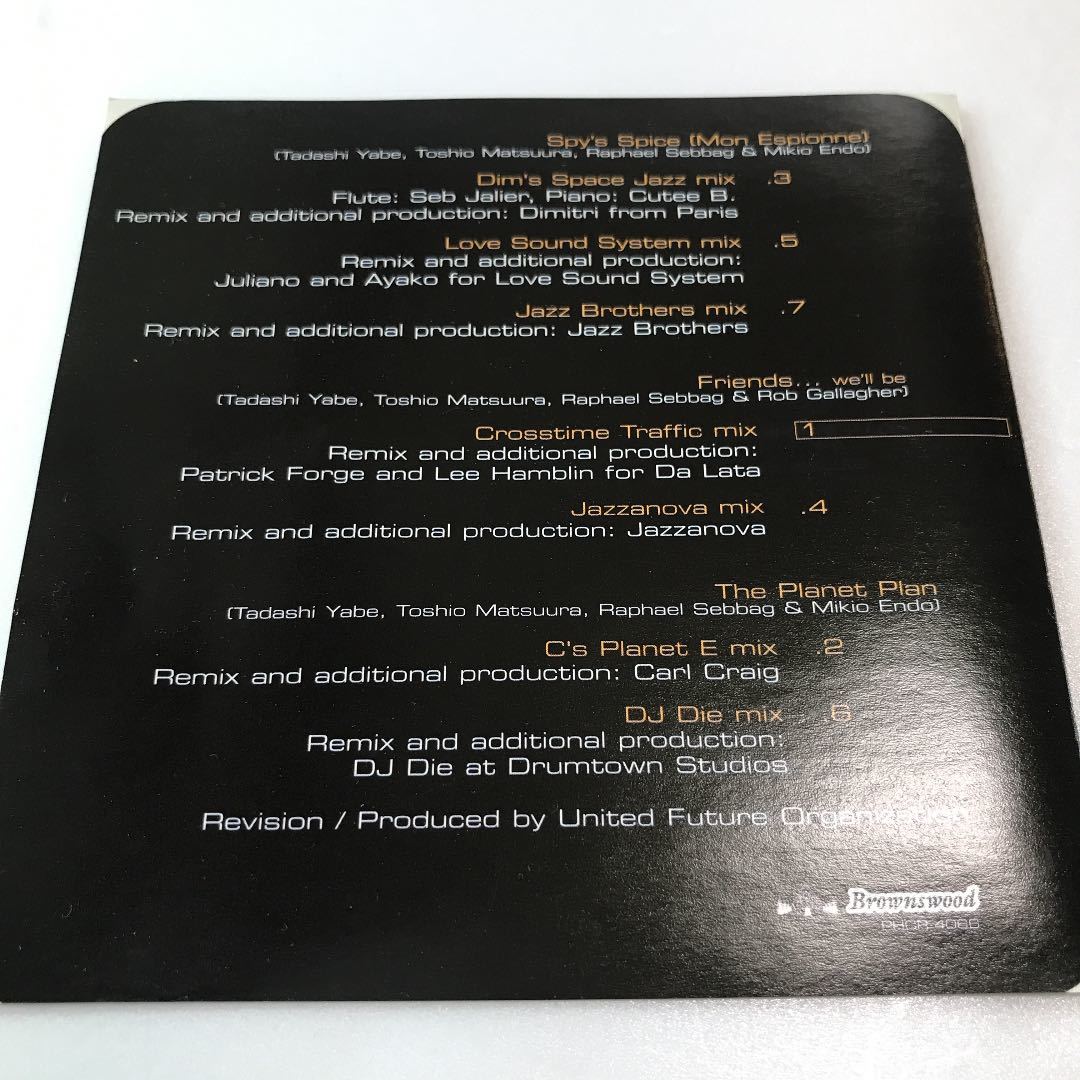 Spy's Spice (Mon Espionne)
(Tadashi Yabe, Toshio Matsuura, Raphael Sebbag & Mikio Endo)
Dim's Space Jazz mix .3
Flute: Seb Jalier, Piano: Cutee B.
Remix and additional production: Dimitri from Paris
Love Sound System mix .5
Remix and additional production:
Juliano and Ayako for Love Sound System
Jazz Brothers mix .7
Remix and additional production: Jazz Brothers
Friends... we'll be
(Tadashi Yabe, Toshio Matsuura, Raphael Sebbag & Rob Gallagher)
Crosstime Traffic mix 1
Remix and additional production:
Patrick Forge and Lee Hamblin for Da Lata
Jazzanova mix .4
Remix and additional production: Jazzanova
The Planet Plan
(Tadashi Yabe, Toshio Matsuura, Raphael Sebbag & Mikio Endo)
C's Planet E mix .2
Remix and additional production: Carl Craig
DJ Die mix .6
Remix and additional production:
DJ Die at Drumtown Studios
Revision / Produced by United Future Organization
Brownswood